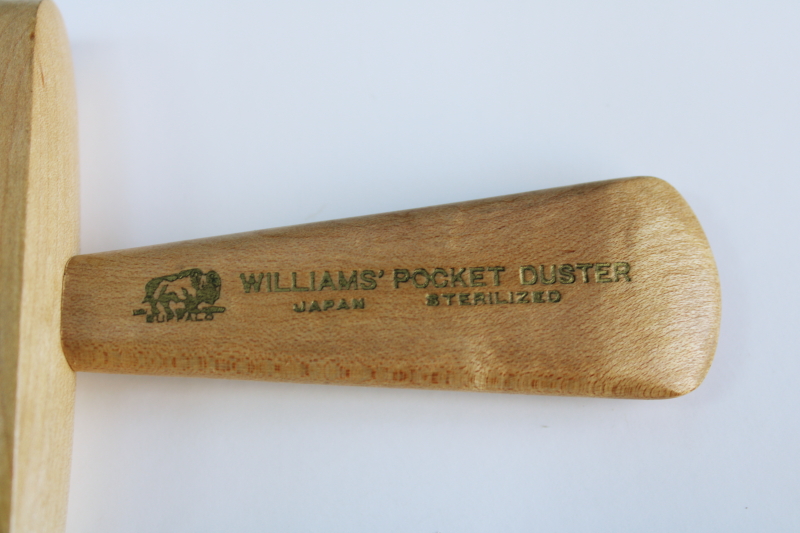 WILLIAMS' POCKET DUSTER
JAPAN STERILIZED
BUFFALO